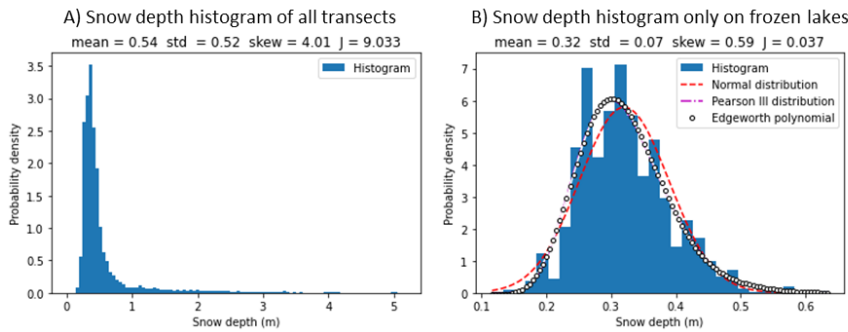 A) Snow depth histogram of all transects
mean = 0.54 std = 0.52 skew = 4.01 J = 9.033
Histogram
Probability density
3.5
3.0
2.5
2.0
1.5
1.0
0.5
0.0
0 1 2 3 4 5
Snow depth (m)
B) Snow depth histogram only on frozen lakes
mean = 0.32 std = 0.07 skew = 0.59 J = 0.037
Histogram
Normal distribution
Pearson III distribution
Edgeworth polynomial
Probability density
7
6
5
4
3
2
1
0
0.1 0.2 0.3 0.4 0.5 0.6
Snow depth (m)